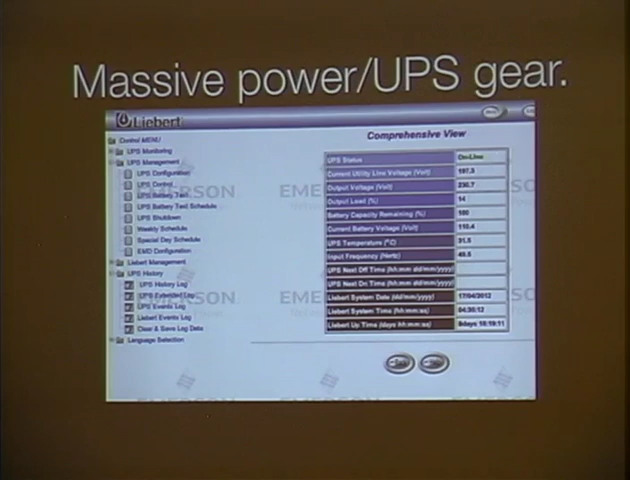 Massive power/UPS gear.
Liebert
Control MENU
UPS Monitoring
UPS Management
UPS Configuration
UPS Control
UPS Battery Test
UPS Battery Test Schedule
UPS Shutdown
Weekly Schedule
Special Day Schedule
EMD Configuration
Liebert Management
UPS History
UPS History Log
UPS Extended Log
UPS Events Log
Liebert Events Log
Clear & Save Log Data
Language Selection
Comprehensive View
UPS Status On-Line
Current Utility Line Voltage (Volt) 197.3
Output Voltage (Volt) 230.7
Output Load (%) 14
Battery Capacity Remaining (%) 100
Current Battery Voltage (Volt) 110.4
UPS Temperature (°C) 31.5
Input Frequency (Hertz)
UPS Next Off Time (hh:mm dd/mm/yyyy)
UPS Next On Time (hh:mm dd/mm/yyyy)
Liebert System Date (dd/mm/yyyy) 17/04/2012
Liebert System Time (hh:mm:ss) 04:30:12
Liebert Up Time (days hh:mm:ss) 9days 18:19:11
EMERSON
EMERSON